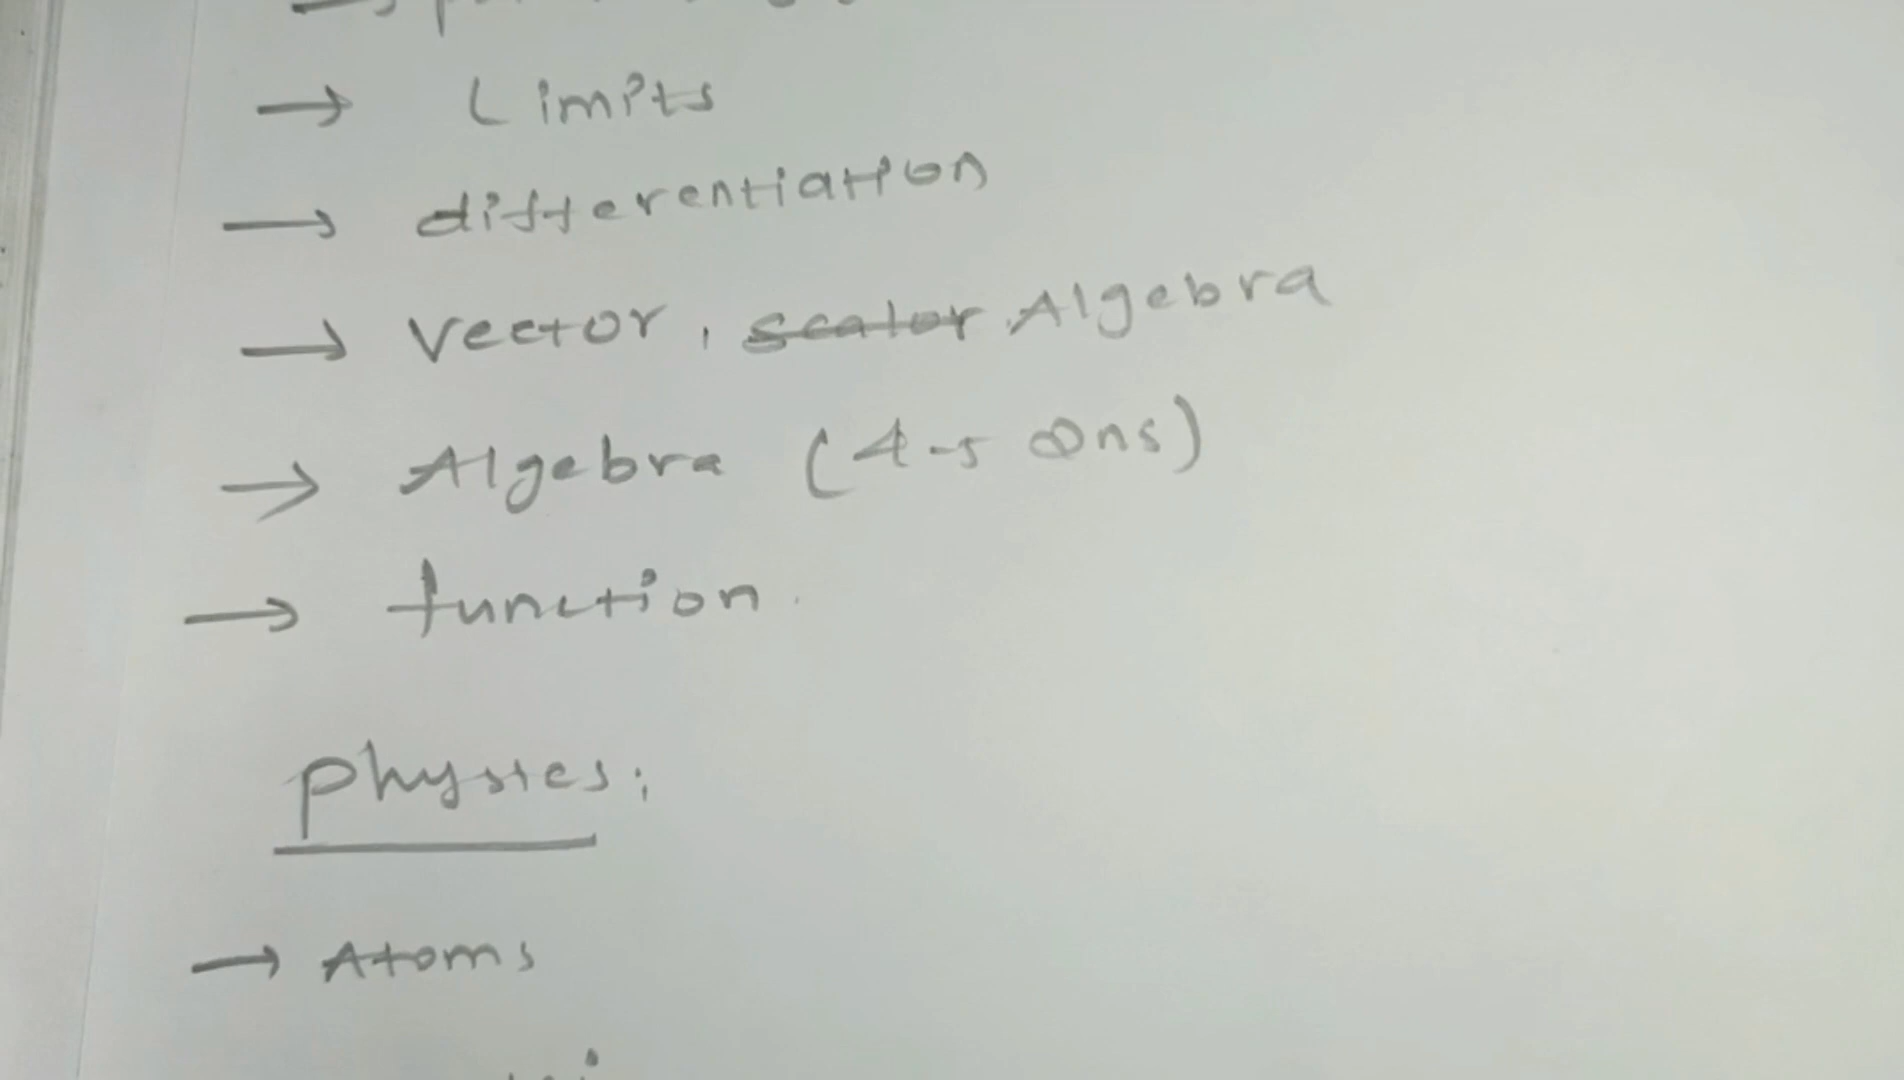 → Limits
→ differentiation
→ Vector, scalar Algebra
→ Algebra (4-5 Qns)
→ function.
Physics:
→ Atoms